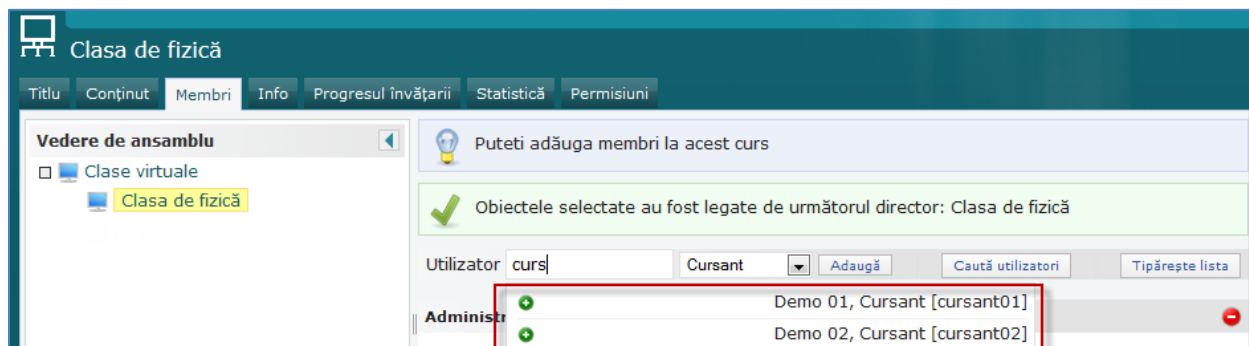 Clasa de fizică
Titlu Conținut Membri Info Progresul învățarii Statistică Permisiuni
Vedere de ansamblu
Clase virtuale
Clasa de fizică
Puteti adăuga membri la acest curs
Obiectele selectate au fost legate de următorul director: Clasa de fizică
Utilizator curs Cursant Adaugă Caută utilizatori Tipărește lista
Demo 01, Cursant [cursant01]
Administr
Demo 02, Cursant [cursant02]